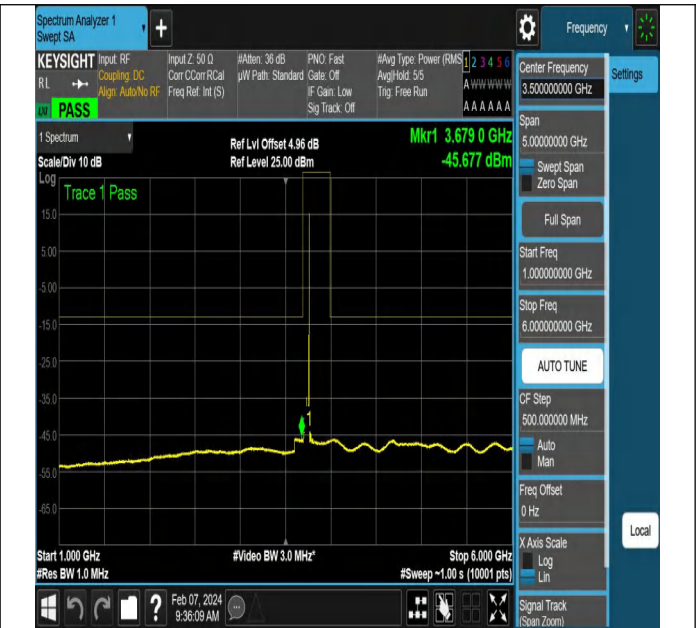 Spectrum Analyzer 1
Swept SA
Frequency
KEYSIGHT
Input: RF
Input Z: 50 Ω
#Atten: 36 dB
PNO: Fast
#Avg Type: Power (RMS
1 2 3 4 5 6
RL
Coupling: DC
Corr CCorr RCal
µW Path: Standard
Gate: Off
Avg|Hold: 5/5
A W W W W W
Align: Auto/No RF
Freq Ref: Int (S)
IF Gain: Low
Trig: Free Run
Sig Track: Off
A A A A A A
PASS
1 Spectrum
Ref Lvl Offset 4.96 dB
Mkr1 3.679 0 GHz
Scale/Div 10 dB
Ref Level 25.00 dBm
-45.677 dBm
Log
Trace 1 Pass
15.0
5.00
-5.00
-15.0
-25.0
-35.0
-45.0
-55.0
-65.0
1
Start 1.000 GHz
#Video BW 3.0 MHz*
Stop 6.000 GHz
#Res BW 1.0 MHz
#Sweep ~1.00 s (10001 pts)
Feb 07, 2024
9:36:09 AM
?
Center Frequency
3.500000000 GHz
Settings
Span
5.00000000 GHz
Swept Span
Zero Span
Full Span
Start Freq
1.000000000 GHz
Stop Freq
6.000000000 GHz
AUTO TUNE
CF Step
500.000000 MHz
Auto
Man
Freq Offset
0 Hz
Local
X Axis Scale
Log
Lin
Signal Track
(Span Zoom)